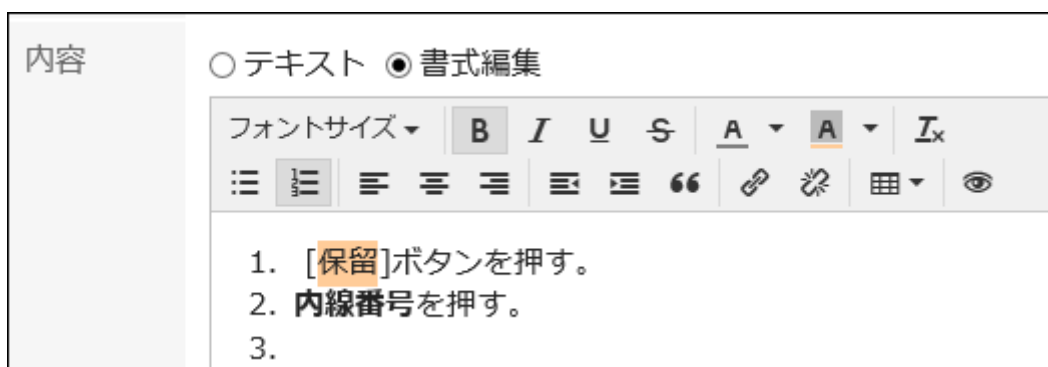 内容
テキスト 書式編集
フォントサイズ B I U S A A Tx
1. [保留]ボタンを押す。
2. 内線番号を押す。
3.